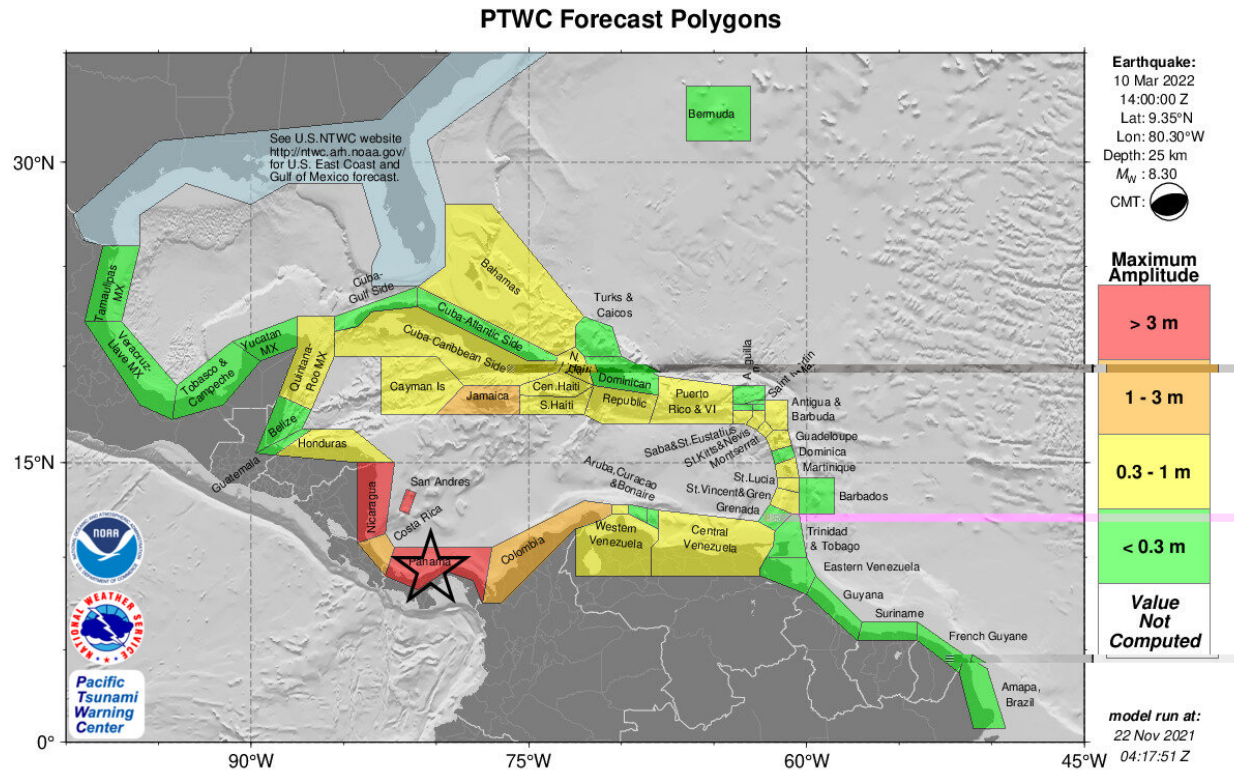 PTWC Forecast Polygons
30°N
15°N
0°
90°W
75°W
60°W
45°W
See U.S.NTWC website
http://ntwc.arh.noaa.gov/
for U.S. East Coast and
Gulf of Mexico forecast.
Bermuda
Tamaulipas
MX
Veracruz-
Llave MX
Tobasco &
Campeche
Yucatan
MX
Quintana-
Roo MX
Belize
Guatemala
Honduras
Nicaragua
Costa Rica
San Andres
Panama
Colombia
Cuba-
Gulf Side
Cuba-Atlantic Side
Cuba-Caribbean Side
Bahamas
Turks &
Caicos
Cayman Is
Jamaica
N.
Cen.Haiti
S.Haiti
Dominican
Republic
Puerto
Rico & VI
Anguilla
Antigua &
Barbuda
Saba&St.Eustatius
St.Kitts&Nevis
Montserrat
Guadeloupe
Dominica
Martinique
St.Lucia
St.Vincent&Gren
Barbados
Grenada
Aruba,Curacao
&Bonaire
Western
Venezuela
Central
Venezuela
Trinidad
& Tobago
Eastern Venezuela
Guyana
Suriname
French Guyane
Amapa,
Brazil
NOAA
NATIONAL WEATHER SERVICE
Pacific
Tsunami
Warning
Center
Earthquake:
10 Mar 2022
14:00:00 Z
Lat: 9.35°N
Lon: 80.30°W
Depth: 25 km
Mw : 8.30
CMT:
Maximum
Amplitude
> 3 m
1 - 3 m
0.3 - 1 m
< 0.3 m
Value
Not
Computed
model run at:
22 Nov 2021
04:17:51 Z